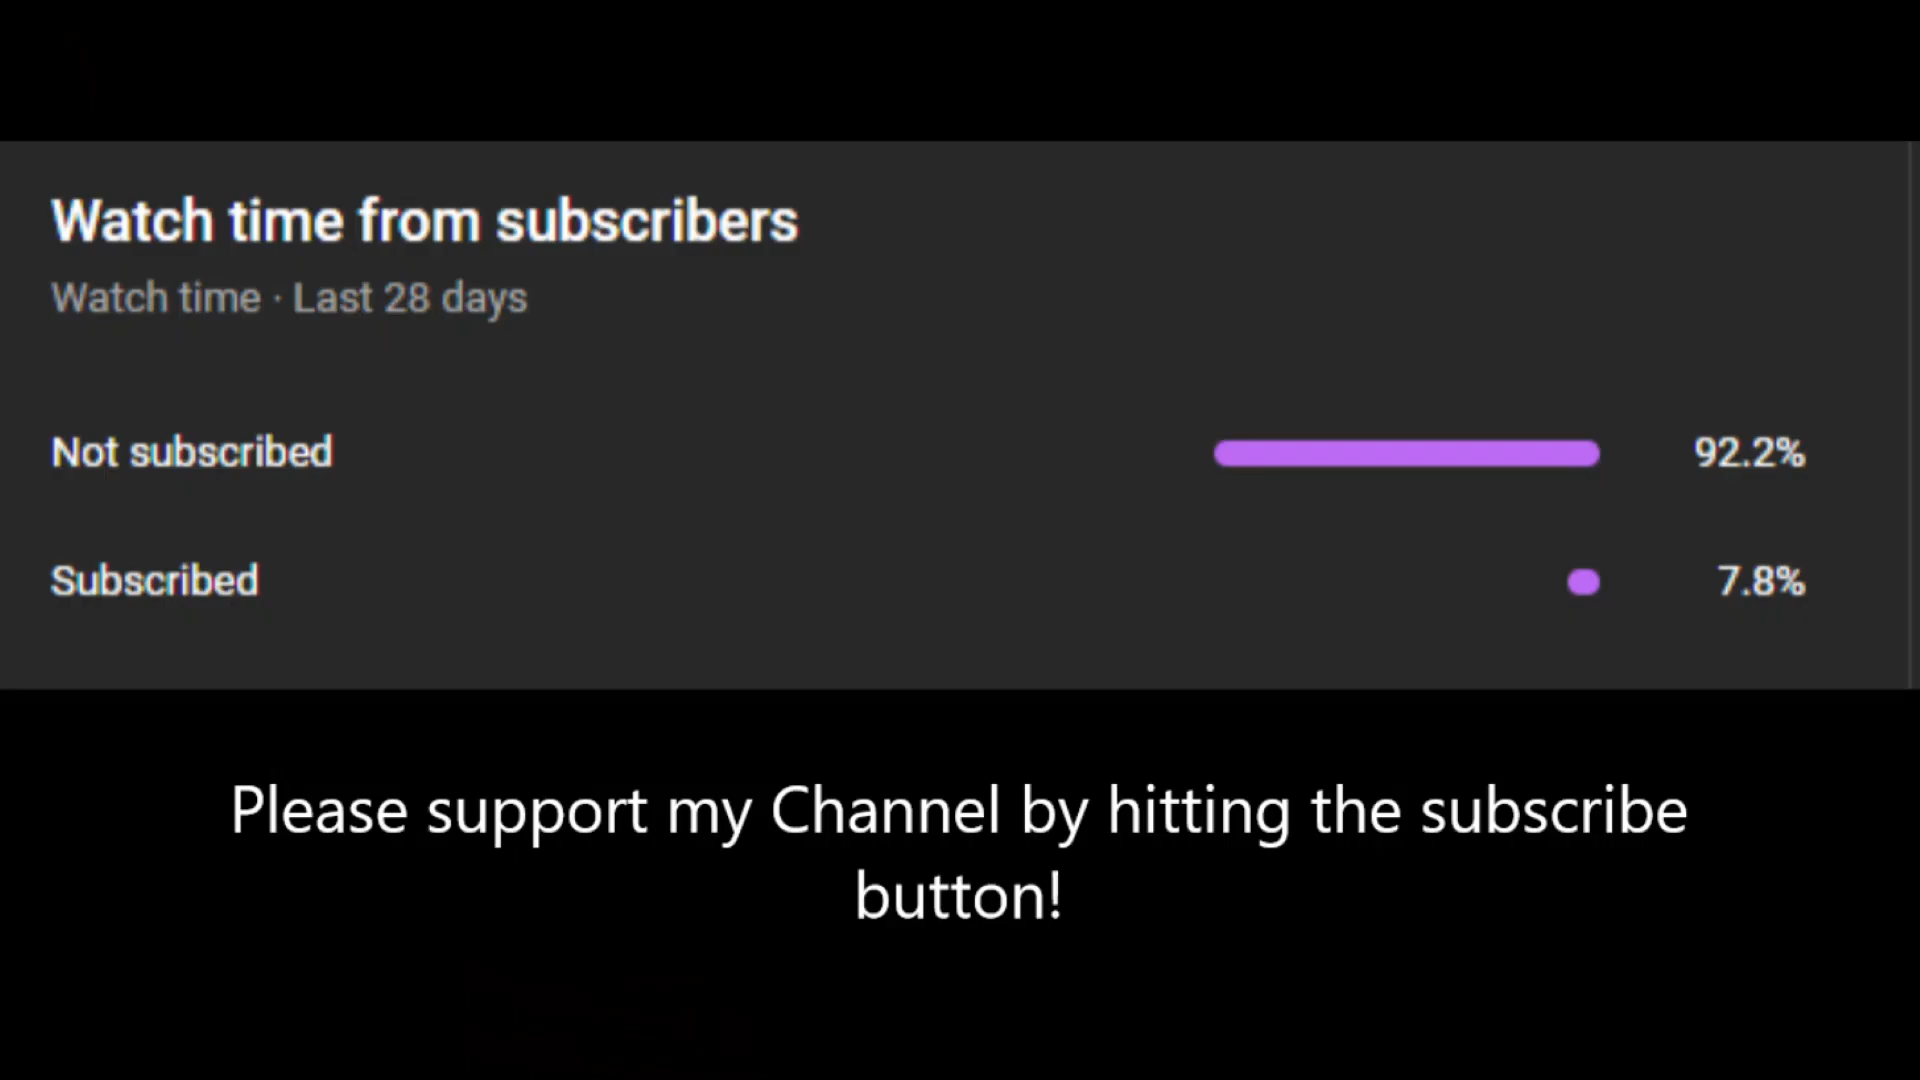 Watch time from subscribers
Watch time · Last 28 days
Not subscribed 92.2%
Subscribed 7.8%
Please support my Channel by hitting the subscribe
button!